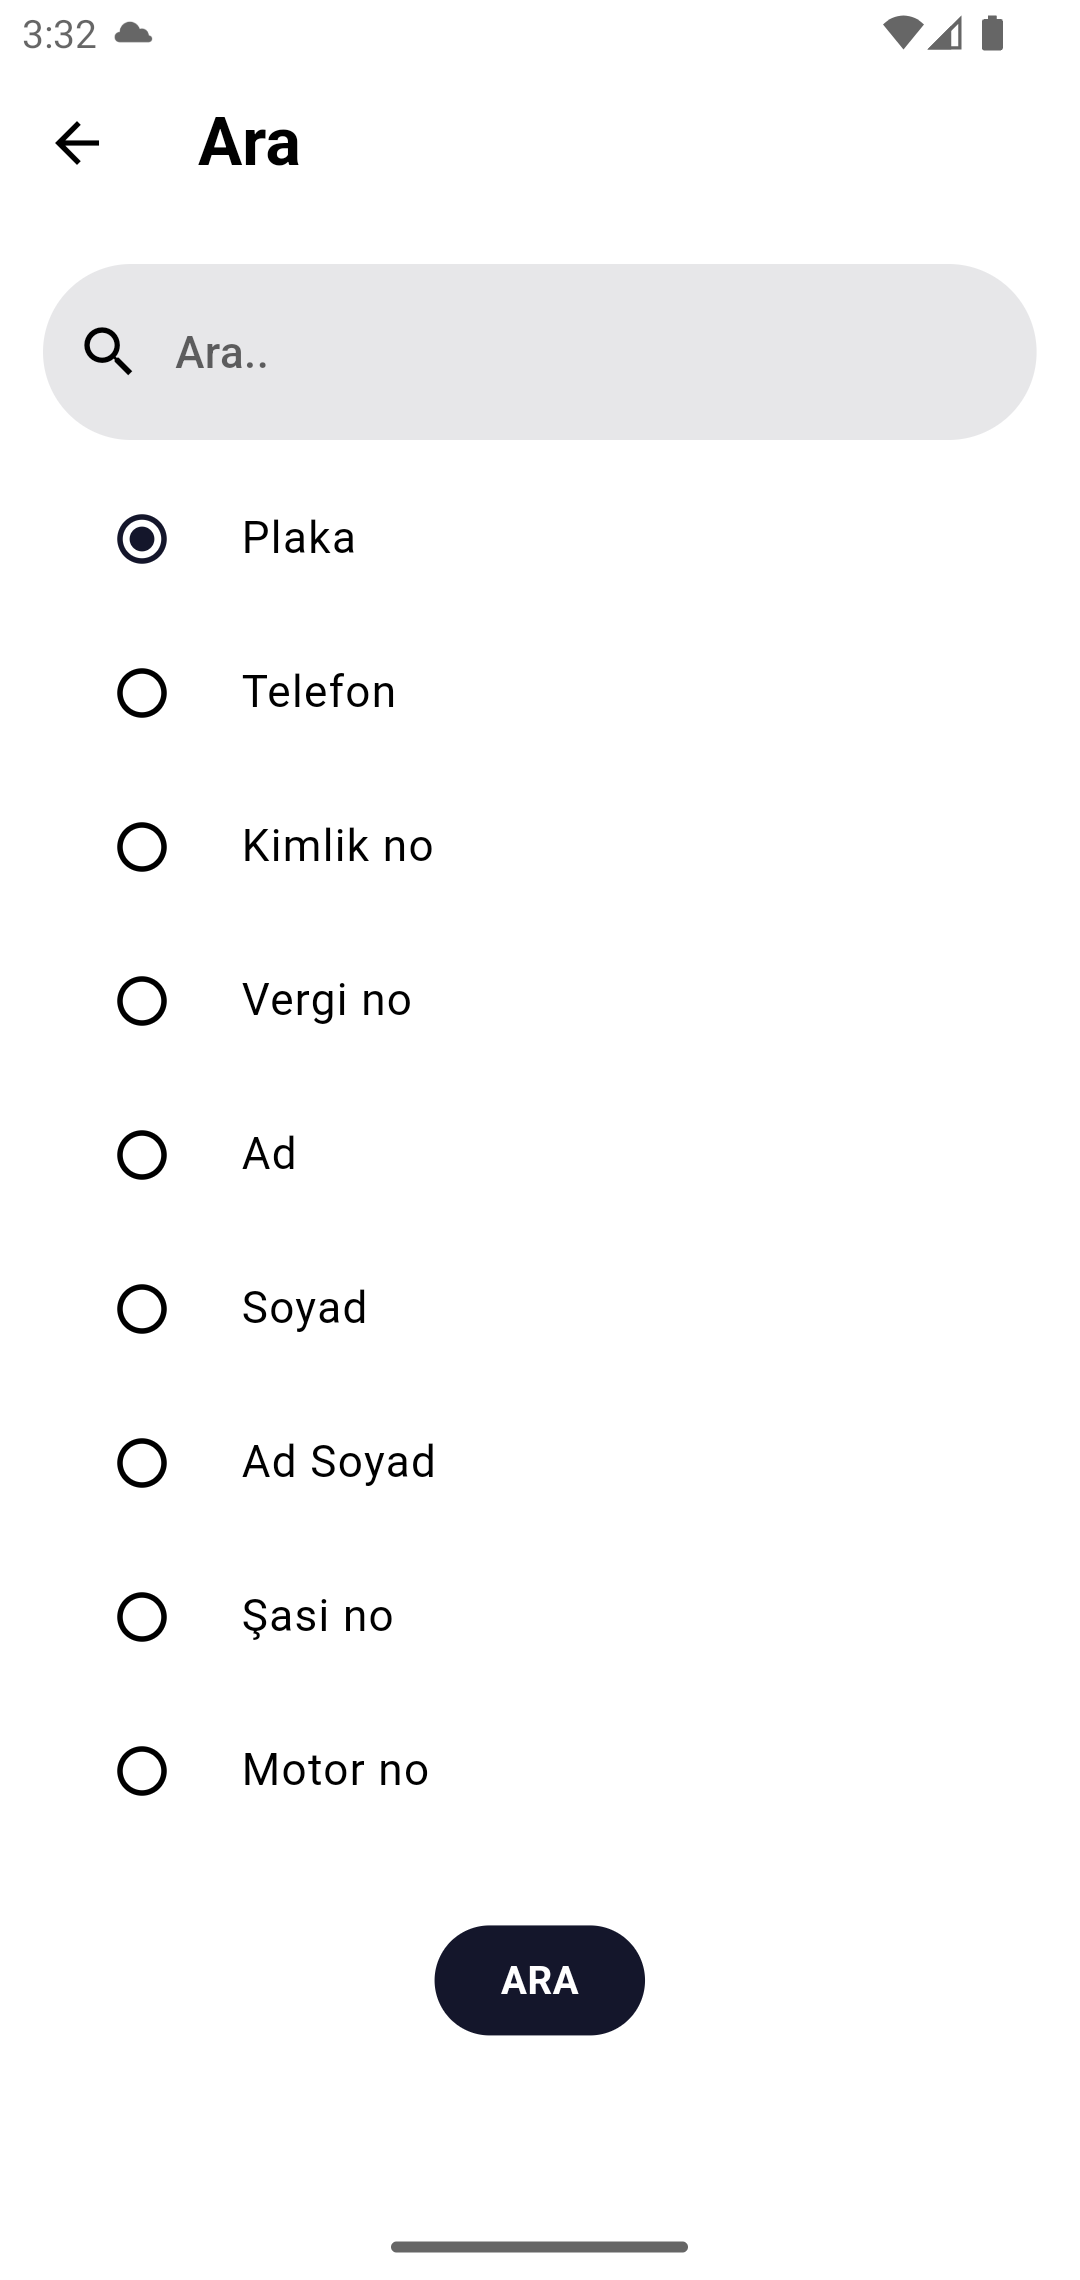 3:32
Ara
Ara..
Plaka
Telefon
Kimlik no
Vergi no
Ad
Soyad
Ad Soyad
Şasi no
Motor no
ARA